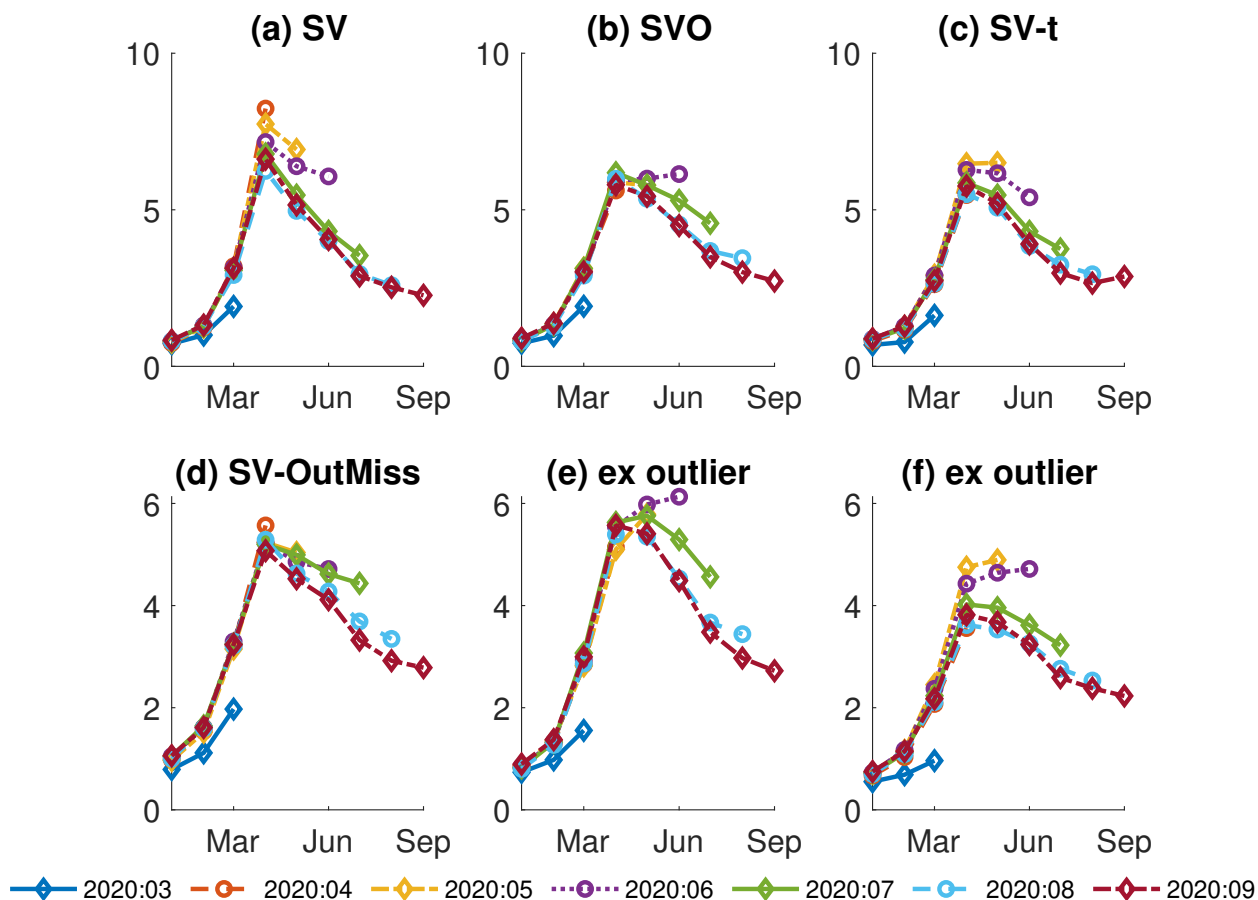 (a) SV
(b) SVO
(c) SV-t
10
5
0
Mar Jun Sep
10
5
0
Mar Jun Sep
10
5
0
Mar Jun Sep
(d) SV-OutMiss
(e) ex outlier
(f) ex outlier
6
4
2
0
Mar Jun Sep
6
4
2
0
Mar Jun Sep
6
4
2
0
Mar Jun Sep
2020:03 2020:04 2020:05 2020:06 2020:07 2020:08 2020:09